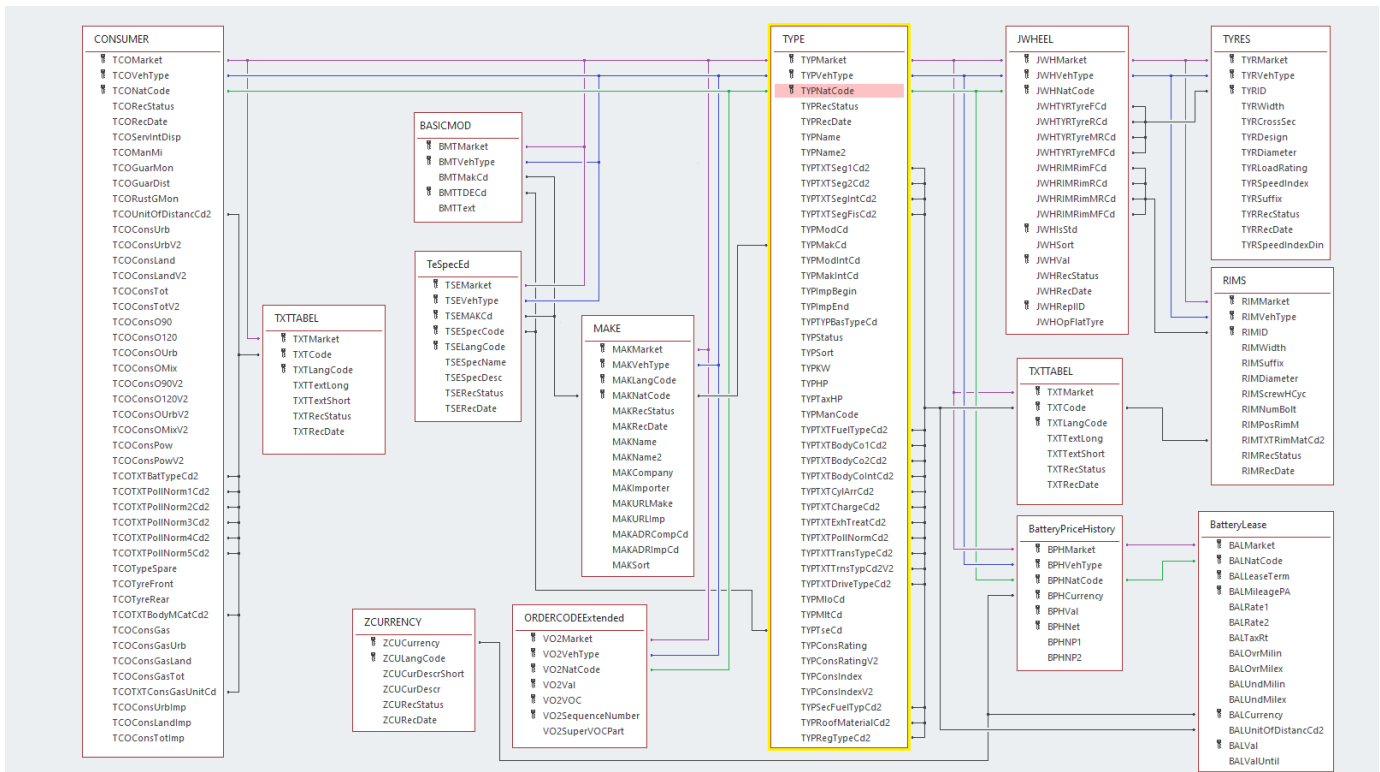 CONSUMER
TCOMarket
TCOVehType
TCONatCode
TCORecStatus
TCORecDate
TCOServIntDisp
TCOManMi
TCOGuarMon
TCOGuarDist
TCORustGMon
TCOUnitOfDistancCd2
TCOConsUrb
TCOConsUrbV2
TCOConsLand
TCOConsLandV2
TCOConsTot
TCOConsTotV2
TCOConsO90
TCOConsO120
TCOConsOUrb
TCOConsOMix
TCOConsO90V2
TCOConsO120V2
TCOConsOUrbV2
TCOConsOMixV2
TCOConsPow
TCOConsPowV2
TCOTXTBatTypeCd2
TCOTXTPollNorm1Cd2
TCOTXTPollNorm2Cd2
TCOTXTPollNorm3Cd2
TCOTXTPollNorm4Cd2
TCOTXTPollNorm5Cd2
TCOTypeSpare
TCOTyreFront
TCOTyreRear
TCOTXTBodyMCatCd2
TCOConsGas
TCOConsGasUrb
TCOConsGasLand
TCOConsGasTot
TCOTXTConsGasUnitCd
TCOConsUrbImp
TCOConsLandImp
TCOConsTotImp
TXTTABEL
TXTMarket
TXTCode
TXTLangCode
TXTTextLong
TXTTextShort
TXTRecStatus
TXTRecDate
BASICMOD
BMTMarket
BMTVehType
BMTMakCd
BMTTDECd
BMTText
TeSpecEd
TSEMarket
TSEVehType
TSEMAKCd
TSESpecCode
TSELangCode
TSESpecName
TSESpecDesc
TSERecStatus
TSERecDate
MAKE
MAKMarket
MAKVehType
MAKLangCode
MAKNatCode
MAKRecStatus
MAKRecDate
MAKName
MAKName2
MAKCompany
MAKImporter
MAKURLMake
MAKURLImp
MAKADRCompCd
MAKADRImpCd
MAKSort
ZCURRENCY
ZCUCurrency
ZCULangCode
ZCUCurDescrShort
ZCUCurDescr
ZCURecStatus
ZCURecDate
ORDERCODEExtended
VO2Market
VO2VehType
VO2NatCode
VO2Val
VO2VOC
VO2SequenceNumber
VO2SuperVOCPart
TYPE
TYPMarket
TYPVehType
TYPNatCode
TYPRecStatus
TYPRecDate
TYPName
TYPName2
TYPTXTSeg1Cd2
TYPTXTSeg2Cd2
TYPTXTSegIntCd2
TYPTXTSegFisCd2
TYPModCd
TYPMakCd
TYPModIntCd
TYPMakIntCd
TYPImpBegin
TYPImpEnd
TYPTYPBasTypeCd
TYPStatus
TYPSort
TYPKW
TYPHP
TYPTaxHP
TYPManCode
TYPTXTFuelTypeCd2
TYPTXTBodyCo1Cd2
TYPTXTBodyCo2Cd2
TYPTXTBodyCoIntCd2
TYPTXTCylArrCd2
TYPTXTChargeCd2
TYPTXTExhTreatCd2
TYPTXTPollNormCd2
TYPTXTTransTypeCd2
TYPTXTTrnsTypCd2V2
TYPTXTDriveTypeCd2
TYPMloCd
TYPMltCd
TYPTseCd
TYPConsRating
TYPConsRatingV2
TYPConsIndex
TYPConsIndexV2
TYPSecFuelTypCd2
TYPRoofMaterialCd2
TYPRegTypeCd2
JWHEEL
JWHMarket
JWHVehType
JWHNatCode
JWHTYRTyreFCd
JWHTYRTyreRCd
JWHTYRTyreMRCd
JWHTYRTyreMFCd
JWHRIMRimFCd
JWHRIMRimRCd
JWHRIMRimMRCd
JWHRIMRimMFCd
JWHIsStd
JWHSort
JWHVal
JWHRecStatus
JWHRecDate
JWHReplID
JWHOpFlatTyre
TYRES
TYRMarket
TYRVehType
TYRID
TYRWidth
TYRCrossSec
TYRDesign
TYRDiameter
TYRLoadRating
TYRSpeedIndex
TYRSuffix
TYRRecStatus
TYRRecDate
TYRSpeedIndexDin
RIMS
RIMMarket
RIMVehType
RIMID
RIMWidth
RIMSuffix
RIMDiameter
RIMScrewHCyc
RIMNumBolt
RIMPosRimM
RIMTXTRimMatCd2
RIMRecStatus
RIMRecDate
TXTTABEL
TXTMarket
TXTCode
TXTLangCode
TXTTextLong
TXTTextShort
TXTRecStatus
TXTRecDate
BatteryPriceHistory
BPHMarket
BPHVehType
BPHNatCode
BPHCurrency
BPHVal
BPHNet
BPHNP1
BPHNP2
BatteryLease
BALMarket
BALNatCode
BALLeaseTerm
BALMileagePA
BALRate1
BALRate2
BALTaxRt
BALOvrMilin
BALOvrMilex
BALUndMilin
BALUndMilex
BALCurrency
BALUnitOfDistancCd2
BALVal
BALValUntil